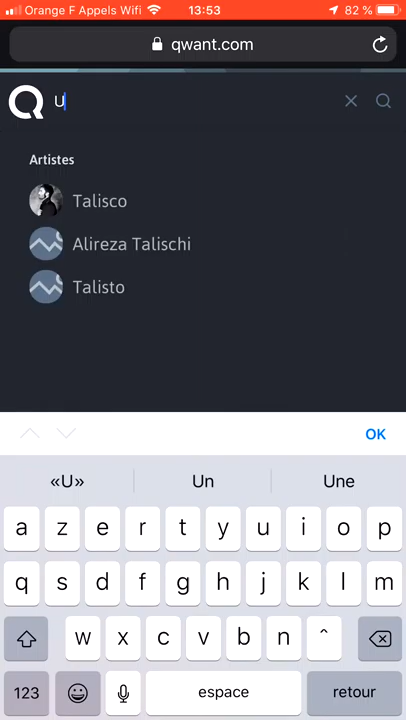 Orange F Appels Wifi 13:53 82 %
qwant.com
U
Artistes
Talisco
Alireza Talischi
Talisto
OK
«U» Un Une
a z e r t y u i o p
q s d f g h j k l m
w x c v b n ^
123 espace retour